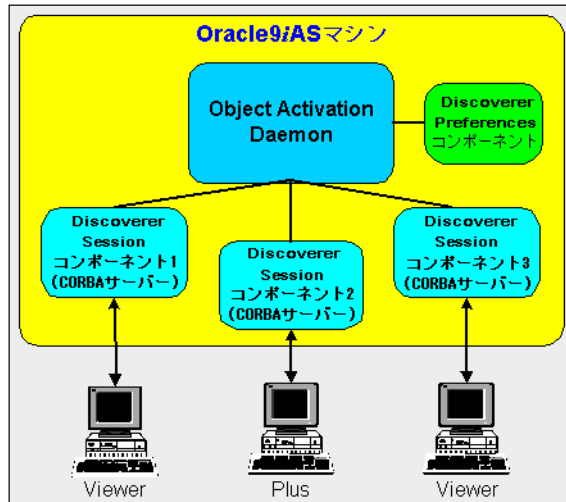 Oracle9iASマシン
Object Activation
Daemon
Discoverer
Preferences
コンポーネント
Discoverer
Session
コンポーネント1
(CORBAサーバー)
Discoverer
Session
コンポーネント2
(CORBAサーバー)
Discoverer
Session
コンポーネント3
(CORBAサーバー)
Viewer
Plus
Viewer